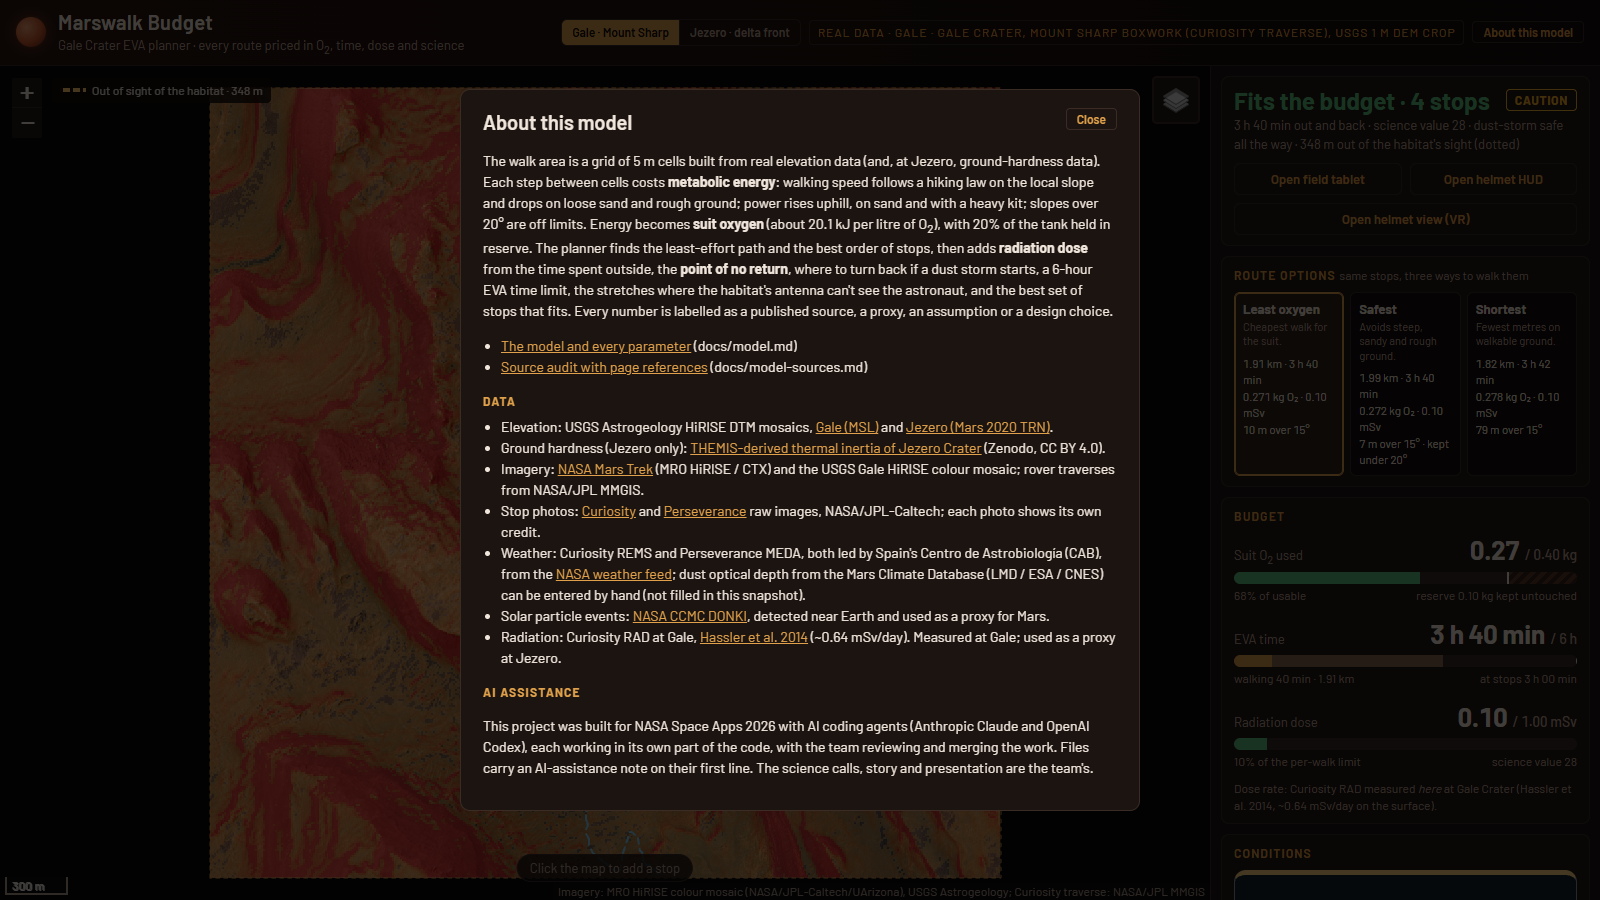 Marswalk Budget
Gale Crater EVA planner · every route priced in O2, time, dose and science
Gale · Mount Sharp
Jezero · delta front
REAL DATA · GALE · GALE CRATER, MOUNT SHARP BOXWORK (CURIOSITY TRAVERSE), USGS 1 M DEM CROP
About this model
+
−
Out of sight of the habitat · 348 m
About this model
Close
The walk area is a grid of 5 m cells built from real elevation data (and, at Jezero, ground-hardness data).
Each step between cells costs metabolic energy: walking speed follows a hiking law on the local slope
and drops on loose sand and rough ground; power rises uphill, on sand and with a heavy kit; slopes over
20° are off limits. Energy becomes suit oxygen (about 20.1 kJ per litre of O2), with 20% of the tank held in
reserve. The planner finds the least-effort path and the best order of stops, then adds radiation dose
from the time spent outside, the point of no return, where to turn back if a dust storm starts, a 6-hour
EVA time limit, the stretches where the habitat's antenna can't see the astronaut, and the best set of
stops that fits. Every number is labelled as a published source, a proxy, an assumption or a design choice.
• The model and every parameter (docs/model.md)
• Source audit with page references (docs/model-sources.md)
DATA
• Elevation: USGS Astrogeology HiRISE DTM mosaics, Gale (MSL) and Jezero (Mars 2020 TRN).
• Ground hardness (Jezero only): THEMIS-derived thermal inertia of Jezero Crater (Zenodo, CC BY 4.0).
• Imagery: NASA Mars Trek (MRO HiRISE / CTX) and the USGS Gale HiRISE colour mosaic; rover traverses
from NASA/JPL MMGIS.
• Stop photos: Curiosity and Perseverance raw images, NASA/JPL-Caltech; each photo shows its own
credit.
• Weather: Curiosity REMS and Perseverance MEDA, both led by Spain's Centro de Astrobiología (CAB),
from the NASA weather feed; dust optical depth from the Mars Climate Database (LMD / ESA / CNES)
can be entered by hand (not filled in this snapshot).
• Solar particle events: NASA CCMC DONKI, detected near Earth and used as a proxy for Mars.
• Radiation: Curiosity RAD at Gale, Hassler et al. 2014 (~0.64 mSv/day). Measured at Gale; used as a proxy
at Jezero.
AI ASSISTANCE
This project was built for NASA Space Apps 2026 with AI coding agents (Anthropic Claude and OpenAI
Codex), each working in its own part of the code, with the team reviewing and merging the work. Files
carry an AI-assistance note on their first line. The science calls, story and presentation are the team's.
Click the map to add a stop
300 m
Imagery: MRO HiRISE colour mosaic (NASA/JPL-Caltech/UArizona), USGS Astrogeology; Curiosity traverse: NASA/JPL MMGIS
Fits the budget · 4 stops
CAUTION
3 h 40 min out and back · science value 28 · dust-storm safe
all the way · 348 m out of the habitat's sight (dotted)
Open field tablet
Open helmet HUD
Open helmet view (VR)
ROUTE OPTIONS same stops, three ways to walk them
Least oxygen
Cheapest walk for
the suit.
1.91 km · 3 h 40
min
0.271 kg O₂ · 0.10
mSv
10 m over 15°
Safest
Avoids steep,
sandy and rough
ground.
1.99 km · 3 h 40
min
0.272 kg O₂ · 0.10
mSv
7 m over 15° · kept
under 20°
Shortest
Fewest metres on
walkable ground.
1.82 km · 3 h 42
min
0.278 kg O₂ · 0.10
mSv
79 m over 15°
BUDGET
Suit O2 used
0.27 / 0.40 kg
68% of usable
reserve 0.10 kg kept untouched
EVA time
3 h 40 min / 6 h
walking 40 min · 1.91 km
at stops 3 h 00 min
Radiation dose
0.10 / 1.00 mSv
10% of the per-walk limit
science value 28
Dose rate: Curiosity RAD measured here at Gale Crater (Hassler et
al. 2014, ~0.64 mSv/day on the surface).
CONDITIONS